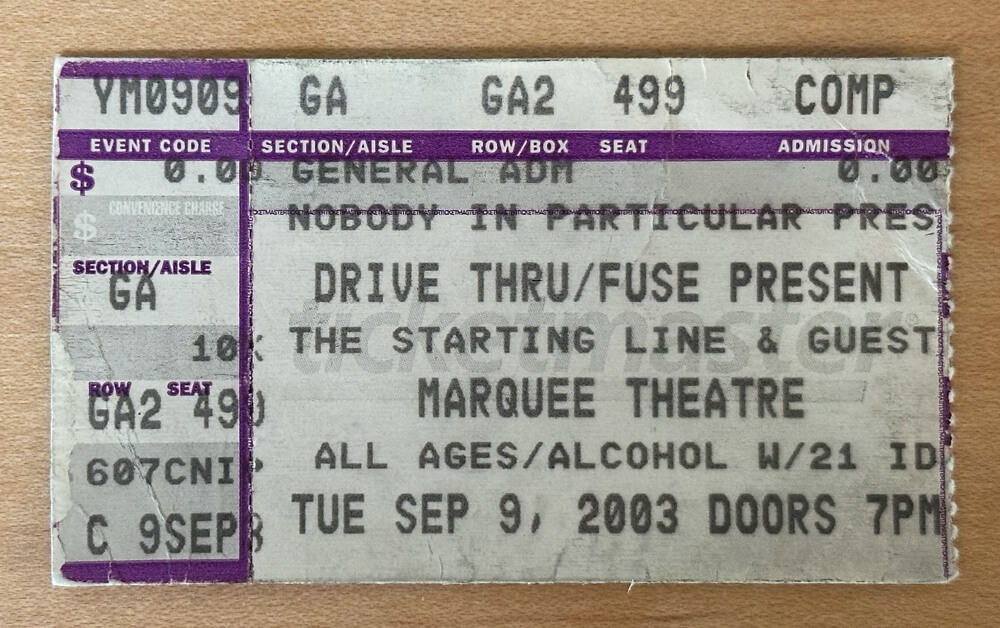 YM0909 GA GA2 499 COMP
EVENT CODE SECTION/AISLE ROW/BOX SEAT ADMISSION
$ 0.00 GENERAL ADM 0.00
$ CONVENIENCE CHARGE
NOBODY IN PARTICULAR PRES
SECTION/AISLE
GA
DRIVE THRU/FUSE PRESENT
ticketmaster
10X THE STARTING LINE & GUEST
ROW SEAT
GA2 49 MARQUEE THEATRE
607CNI ALL AGES/ALCOHOL W/21 ID
C 9SEP TUE SEP 9, 2003 DOORS 7PM